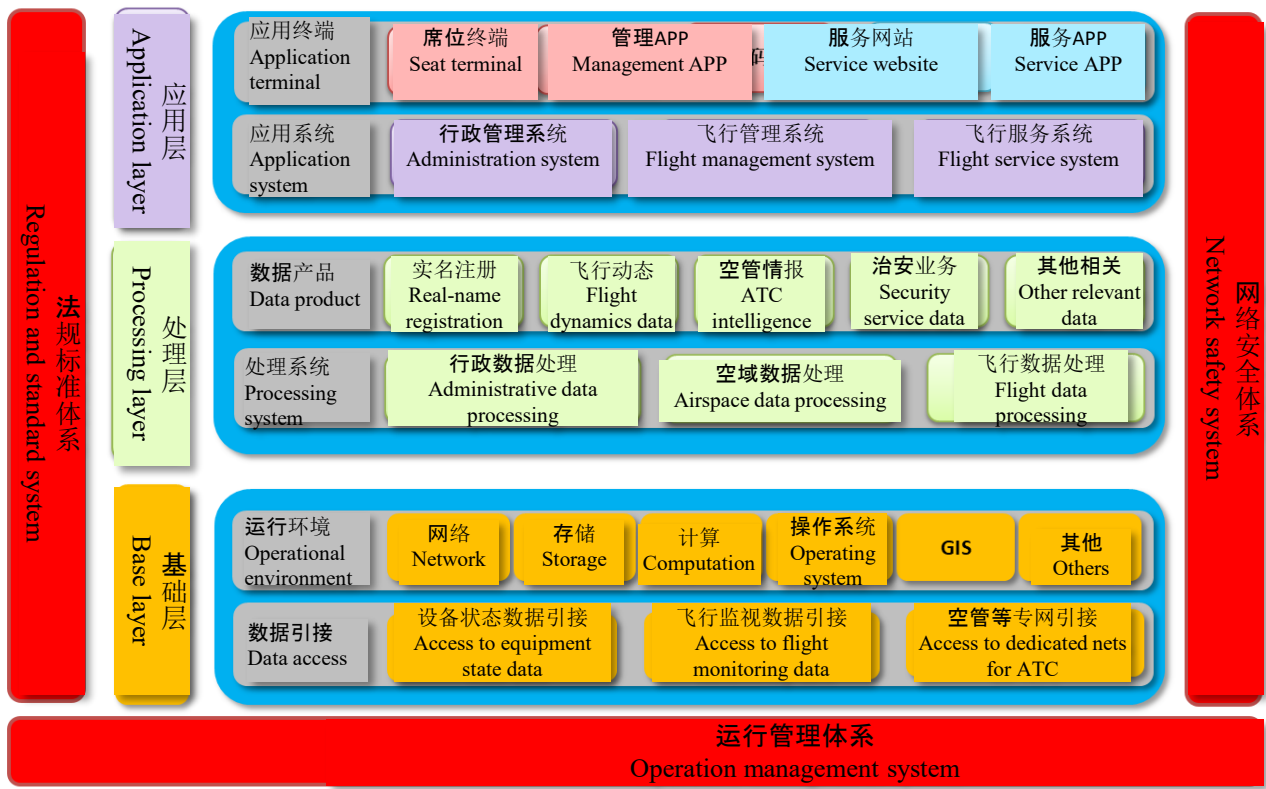 法规标准体系
Regulation and standard system
应用层
Application layer
应用终端
Application
terminal
席位终端
Seat terminal
管理APP
Management APP
码
服务网站
Service website
服务APP
Service APP
应用系统
Application
system
行政管理系统
Administration system
飞行管理系统
Flight management system
飞行服务系统
Flight service system
处理层
Processing layer
数据产品
Data product
实名注册
Real-name
registration
飞行动态
Flight
dynamics data
空管情报
ATC
intelligence
治安业务
Security
service data
其他相关
Other relevant
data
处理系统
Processing
system
行政数据处理
Administrative data
processing
空域数据处理
Airspace data processing
飞行数据处理
Flight data
processing
基础层
Base layer
运行环境
Operational
environment
网络
Network
存储
Storage
计算
Computation
操作系统
Operating
system
GIS
其他
Others
数据引接
Data access
设备状态数据引接
Access to equipment
state data
飞行监视数据引接
Access to flight
monitoring data
空管等专网引接
Access to dedicated nets
for ATC
网络安全体系
Network safety system
运行管理体系
Operation management system